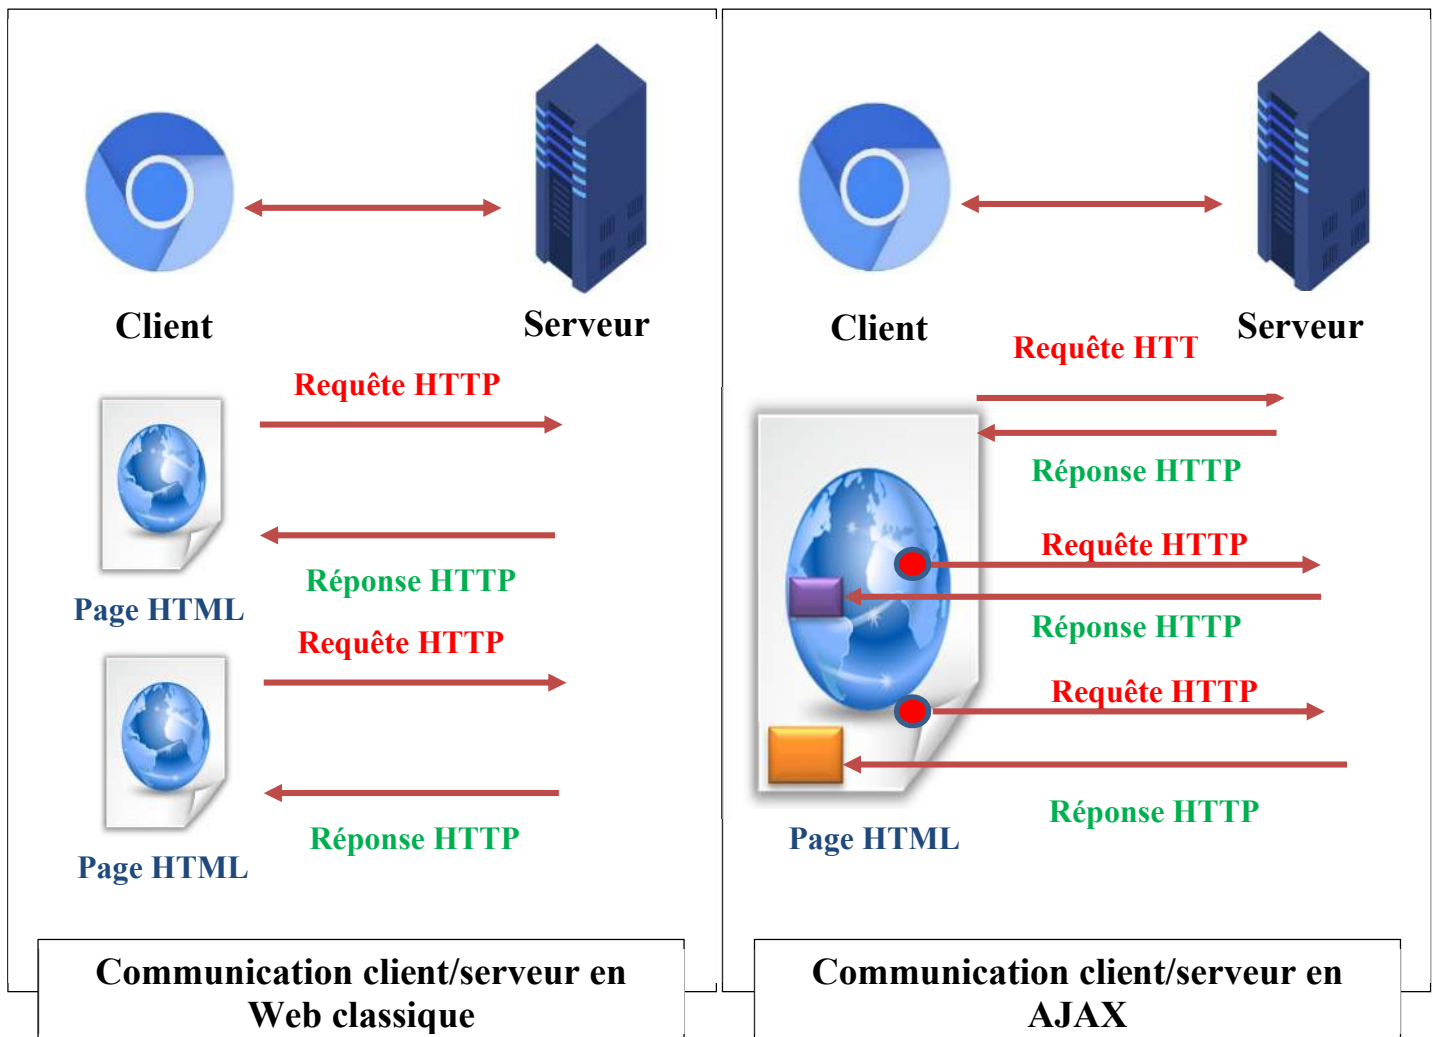 Client
Serveur
Requête HTTP
Réponse HTTP
Page HTML
Requête HTTP
Réponse HTTP
Page HTML
Communication client/serveur en
Web classique
Client
Serveur
Requête HTT
Réponse HTTP
Requête HTTP
Réponse HTTP
Requête HTTP
Réponse HTTP
Page HTML
Communication client/serveur en
AJAX